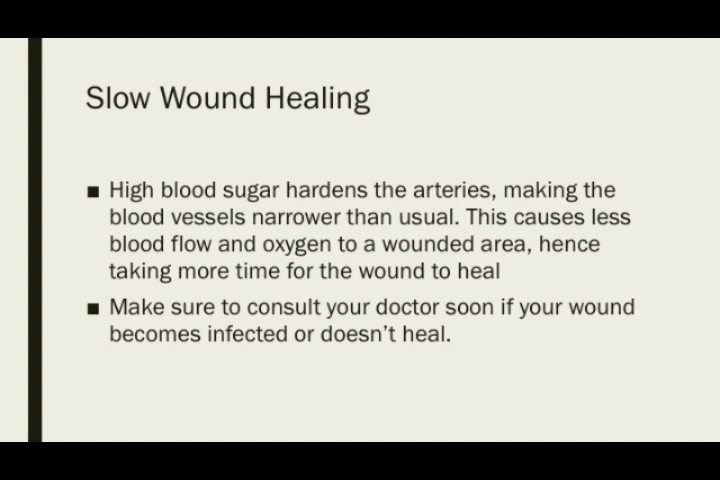 Slow Wound Healing
■ High blood sugar hardens the arteries, making the
blood vessels narrower than usual. This causes less
blood flow and oxygen to a wounded area, hence
taking more time for the wound to heal
■ Make sure to consult your doctor soon if your wound
becomes infected or doesn't heal.